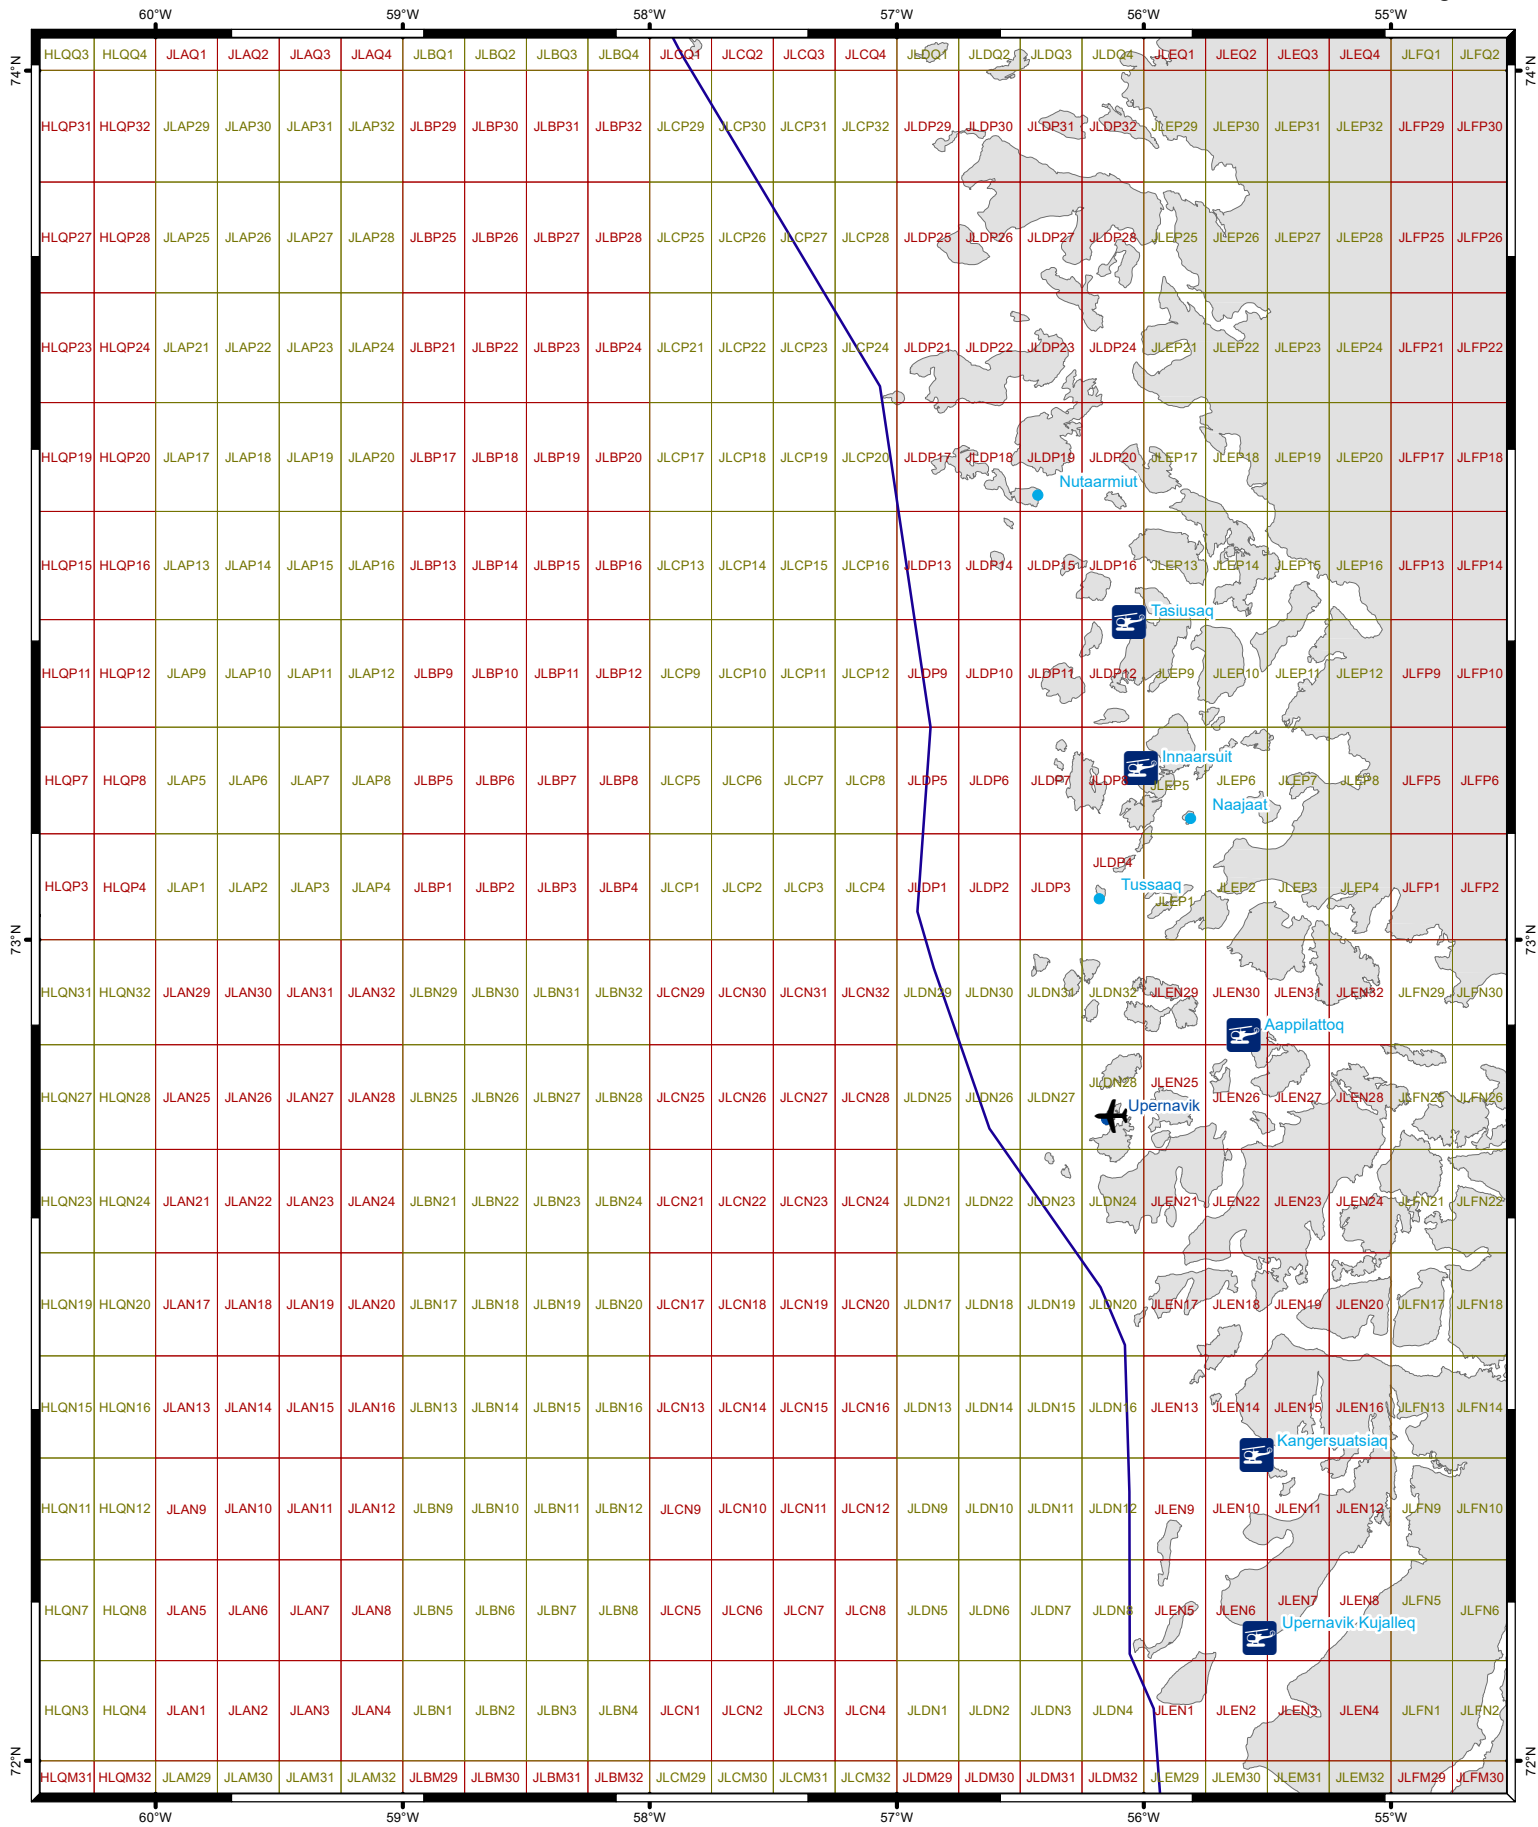 60°W 59°W 58°W 57°W 56°W 55°W
HLQQ3 HLQQ4 JLAQ1 JLAQ2 JLAQ3 JLAQ4 JLBQ1 JLBQ2 JLBQ3 JLBQ4 JLCQ1 JLCQ2 JLCQ3 JLCQ4 JLDQ1 JLDQ2 JLDQ3 JLDQ4 JLEQ1 JLEQ2 JLEQ3 JLEQ4 JLFQ1 JLFQ2
74°N 74°N
HLQP31 HLQP32 JLAP29 JLAP30 JLAP31 JLAP32 JLBP29 JLBP30 JLBP31 JLBP32 JLCP29 JLCP30 JLCP31 JLCP32 JLDP29 JLDP30 JLDP31 JLDP32 JLEP29 JLEP30 JLEP31 JLEP32 JLFP29 JLFP30
HLQP27 HLQP28 JLAP25 JLAP26 JLAP27 JLAP28 JLBP25 JLBP26 JLBP27 JLBP28 JLCP25 JLCP26 JLCP27 JLCP28 JLDP25 JLDP26 JLDP27 JLDP28 JLEP25 JLEP26 JLEP27 JLEP28 JLFP25 JLFP26
HLQP23 HLQP24 JLAP21 JLAP22 JLAP23 JLAP24 JLBP21 JLBP22 JLBP23 JLBP24 JLCP21 JLCP22 JLCP23 JLCP24 JLDP21 JLDP22 JLDP23 JLDP24 JLEP21 JLEP22 JLEP23 JLEP24 JLFP21 JLFP22
HLQP19 HLQP20 JLAP17 JLAP18 JLAP19 JLAP20 JLBP17 JLBP18 JLBP19 JLBP20 JLCP17 JLCP18 JLCP19 JLCP20 JLDP17 JLDP18 JLDP19 JLDP20 JLEP17 JLEP18 JLEP19 JLEP20 JLFP17 JLFP18
Nutaarmiut
HLQP15 HLQP16 JLAP13 JLAP14 JLAP15 JLAP16 JLBP13 JLBP14 JLBP15 JLBP16 JLCP13 JLCP14 JLCP15 JLCP16 JLDP13 JLDP14 JLDP15 JLDP16 JLEP13 JLEP14 JLEP15 JLEP16 JLFP13 JLFP14
Tasiusaq
HLQP11 HLQP12 JLAP9 JLAP10 JLAP11 JLAP12 JLBP9 JLBP10 JLBP11 JLBP12 JLCP9 JLCP10 JLCP11 JLCP12 JLDP9 JLDP10 JLDP11 JLDP12 JLEP9 JLEP10 JLEP11 JLEP12 JLFP9 JLFP10
Innaarsuit
HLQP7 HLQP8 JLAP5 JLAP6 JLAP7 JLAP8 JLBP5 JLBP6 JLBP7 JLBP8 JLCP5 JLCP6 JLCP7 JLCP8 JLDP5 JLDP6 JLDP7 JLDP8 JLEP5 JLEP6 JLEP7 JLEP8 JLFP5 JLFP6
Naajaat
JLDP4
Tussaaq
HLQP3 HLQP4 JLAP1 JLAP2 JLAP3 JLAP4 JLBP1 JLBP2 JLBP3 JLBP4 JLCP1 JLCP2 JLCP3 JLCP4 JLDP1 JLDP2 JLDP3 JLEP1 JLEP2 JLEP3 JLEP4 JLFP1 JLFP2
73°N 73°N
HLQN31 HLQN32 JLAN29 JLAN30 JLAN31 JLAN32 JLBN29 JLBN30 JLBN31 JLBN32 JLCN29 JLCN30 JLCN31 JLCN32 JLDN29 JLDN30 JLDN31 JLDN32 JLEN29 JLEN30 JLEN31 JLEN32 JLFN29 JLFN30
Aappilattoq
JLDN28 JLEN25
HLQN27 HLQN28 JLAN25 JLAN26 JLAN27 JLAN28 JLBN25 JLBN26 JLBN27 JLBN28 JLCN25 JLCN26 JLCN27 JLCN28 JLDN25 JLDN26 JLDN27 JLEN26 JLEN27 JLEN28 JLFN25 JLFN26
Upernavik
HLQN23 HLQN24 JLAN21 JLAN22 JLAN23 JLAN24 JLBN21 JLBN22 JLBN23 JLBN24 JLCN21 JLCN22 JLCN23 JLCN24 JLDN21 JLDN22 JLDN23 JLDN24 JLEN21 JLEN22 JLEN23 JLEN24 JLFN21 JLFN22
HLQN19 HLQN20 JLAN17 JLAN18 JLAN19 JLAN20 JLBN17 JLBN18 JLBN19 JLBN20 JLCN17 JLCN18 JLCN19 JLCN20 JLDN17 JLDN18 JLDN19 JLDN20 JLEN17 JLEN18 JLEN19 JLEN20 JLFN17 JLFN18
HLQN15 HLQN16 JLAN13 JLAN14 JLAN15 JLAN16 JLBN13 JLBN14 JLBN15 JLBN16 JLCN13 JLCN14 JLCN15 JLCN16 JLDN13 JLDN14 JLDN15 JLDN16 JLEN13 JLEN14 JLEN15 JLEN16 JLFN13 JLFN14
Kangersuatsiaq
HLQN11 HLQN12 JLAN9 JLAN10 JLAN11 JLAN12 JLBN9 JLBN10 JLBN11 JLBN12 JLCN9 JLCN10 JLCN11 JLCN12 JLDN9 JLDN10 JLDN11 JLDN12 JLEN9 JLEN10 JLEN11 JLEN12 JLFN9 JLFN10
HLQN7 HLQN8 JLAN5 JLAN6 JLAN7 JLAN8 JLBN5 JLBN6 JLBN7 JLBN8 JLCN5 JLCN6 JLCN7 JLCN8 JLDN5 JLDN6 JLDN7 JLDN8 JLEN5 JLEN6 JLEN7 JLEN8 JLFN5 JLFN6
Upernavik Kujalleq
HLQN3 HLQN4 JLAN1 JLAN2 JLAN3 JLAN4 JLBN1 JLBN2 JLBN3 JLBN4 JLCN1 JLCN2 JLCN3 JLCN4 JLDN1 JLDN2 JLDN3 JLDN4 JLEN1 JLEN2 JLEN3 JLEN4 JLFN1 JLFN2
72°N 72°N
HLQM31 HLQM32 JLAM29 JLAM30 JLAM31 JLAM32 JLBM29 JLBM30 JLBM31 JLBM32 JLCM29 JLCM30 JLCM31 JLCM32 JLDM29 JLDM30 JLDM31 JLDM32 JLEM29 JLEM30 JLEM31 JLEM32 JLFM29 JLFM30
60°W 59°W 58°W 57°W 56°W 55°W